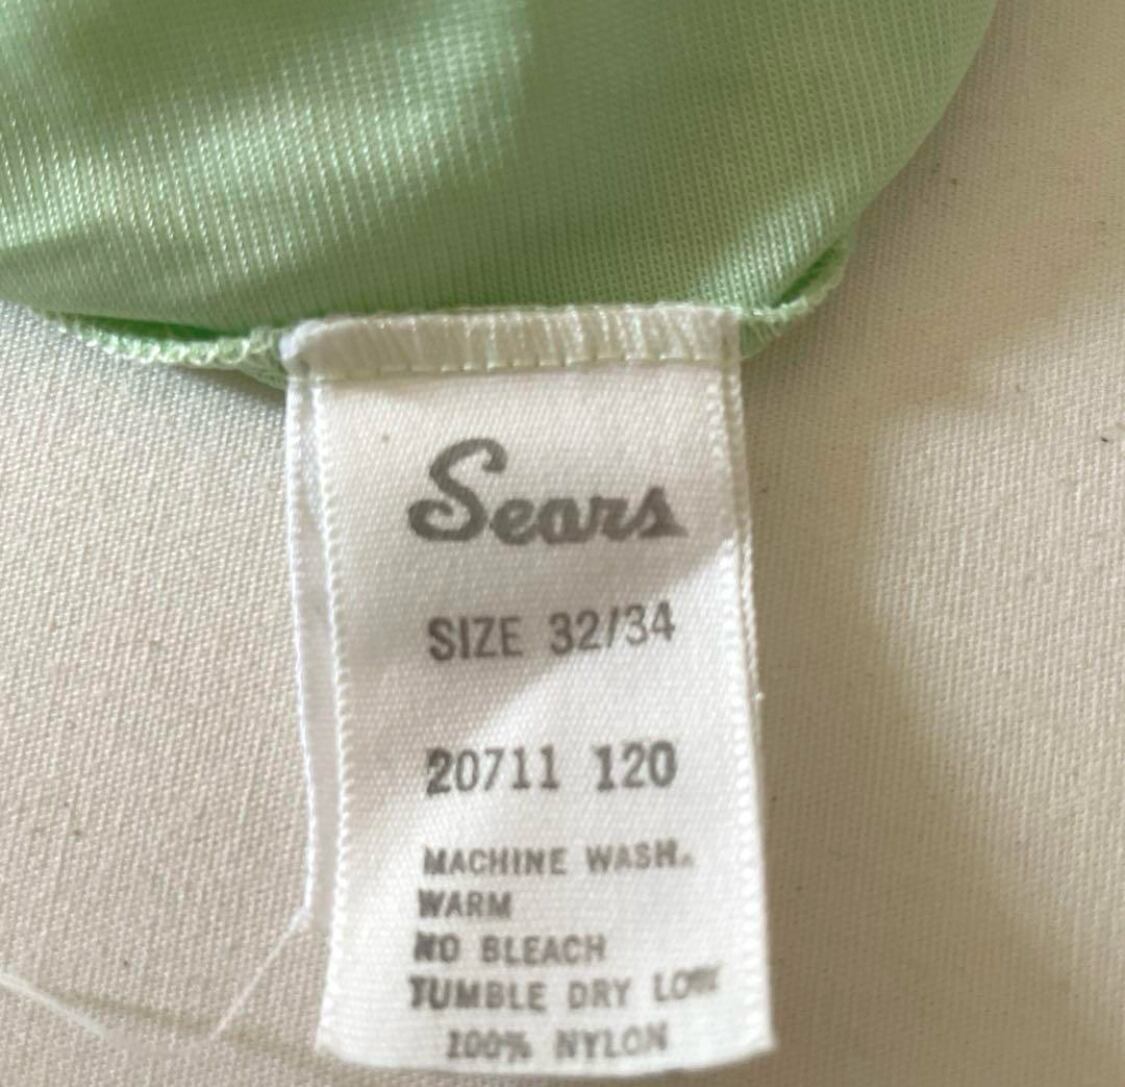 Sears
SIZE 32/34
20711 120
MACHINE WASH.
WARM
NO BLEACH
TUMBLE DRY LOW
100% NYLON